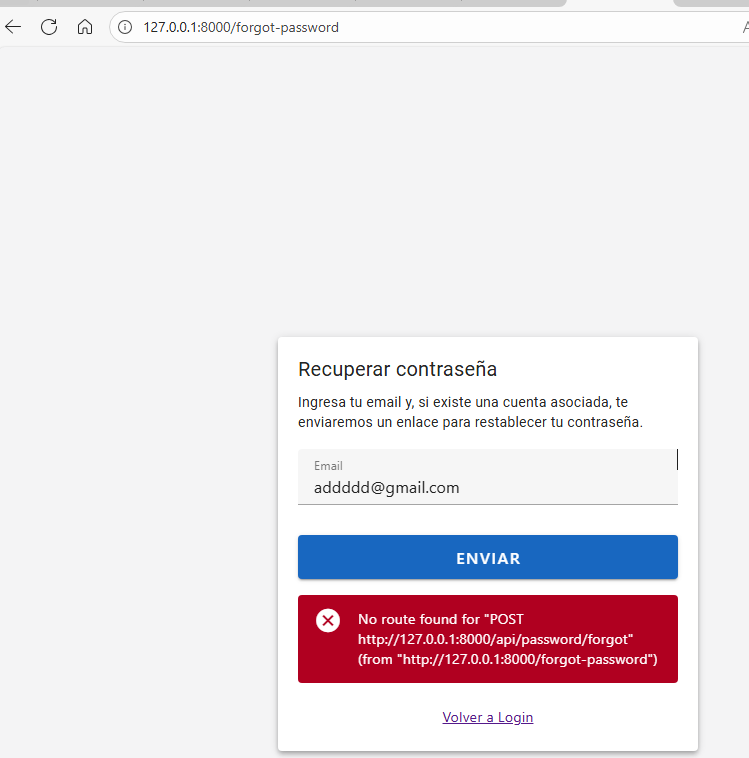 127.0.0.1:8000/forgot-password
Recuperar contraseña
Ingresa tu email y, si existe una cuenta asociada, te
enviaremos un enlace para restablecer tu contraseña.
Email
addddd@gmail.com
ENVIAR
No route found for "POST
http://127.0.0.1:8000/api/password/forgot"
(from "http://127.0.0.1:8000/forgot-password")
Volver a Login